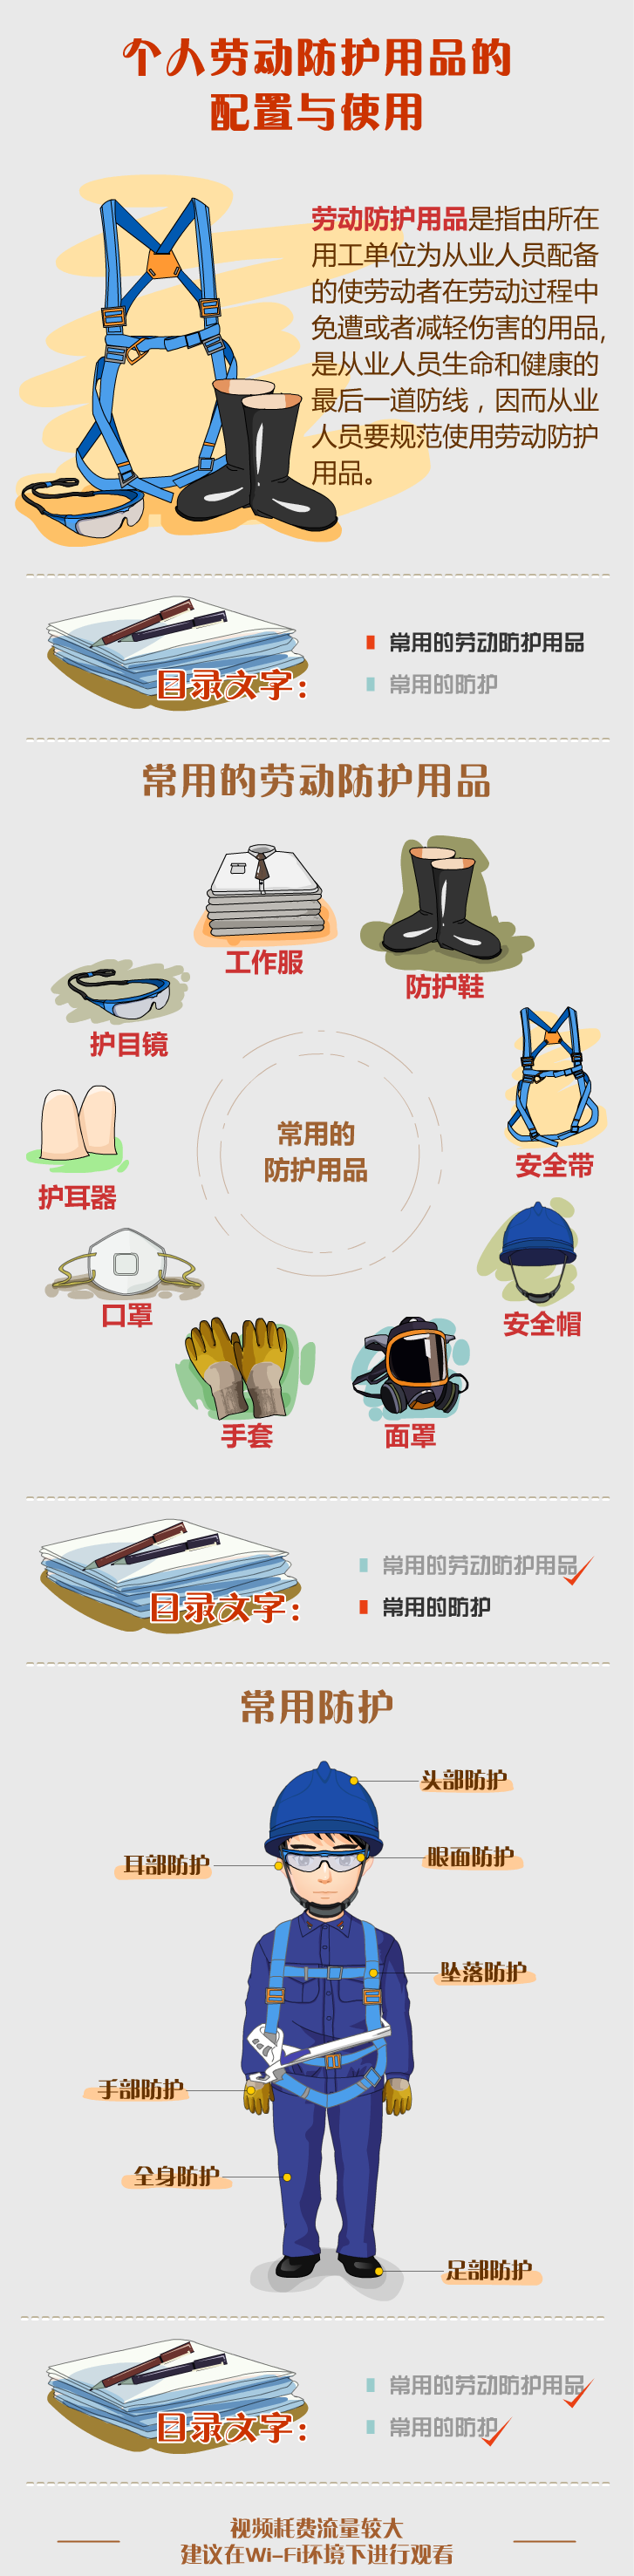 个人劳动防护用品的
配置与使用
劳动防护用品是指由所在
用工单位为从业人员配备
的使劳动者在劳动过程中
免遭或者减轻伤害的用品,
是从业人员生命和健康的
最后一道防线，因而从业
人员要规范使用劳动防护
用品。
常用的劳动防护用品
目录文字：
常用的防护
常用的劳动防护用品
工作服
防护鞋
护目镜
安全带
常用的
防护用品
护耳器
口罩
安全帽
手套
面罩
常用的劳动防护用品
目录文字：
常用的防护
常用防护
头部防护
耳部防护
眼面防护
坠落防护
手部防护
全身防护
足部防护
常用的劳动防护用品
目录文字：
常用的防护
视频耗费流量较大
建议在Wi-Fi环境下进行观看